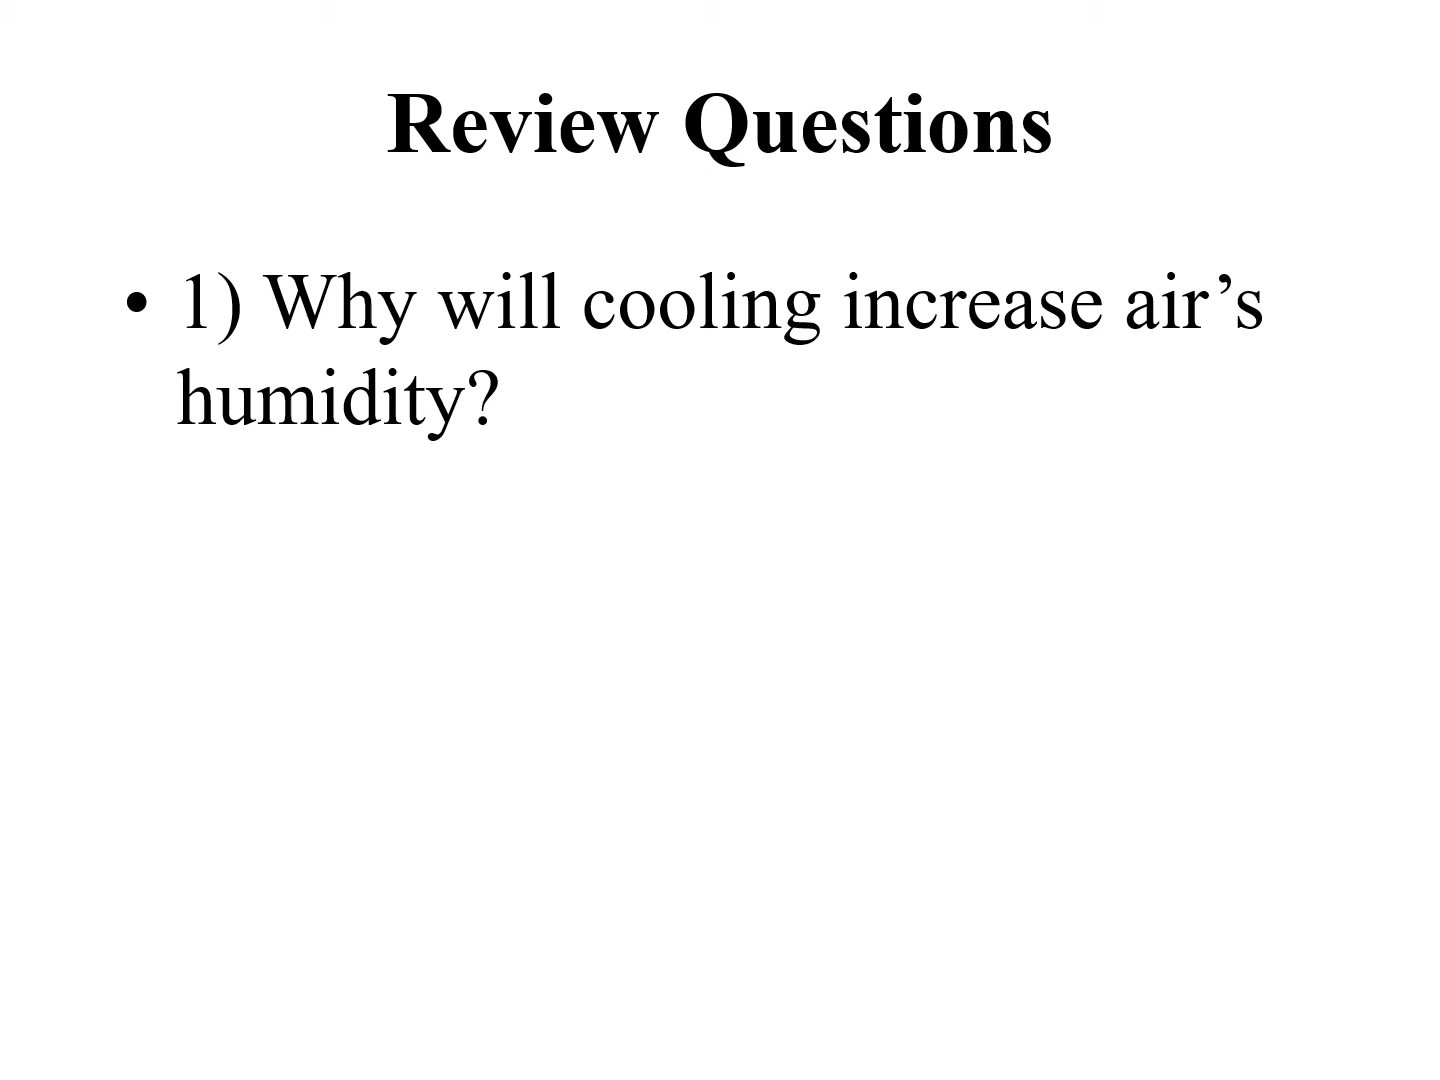 Review Questions
• 1) Why will cooling increase air’s
humidity?